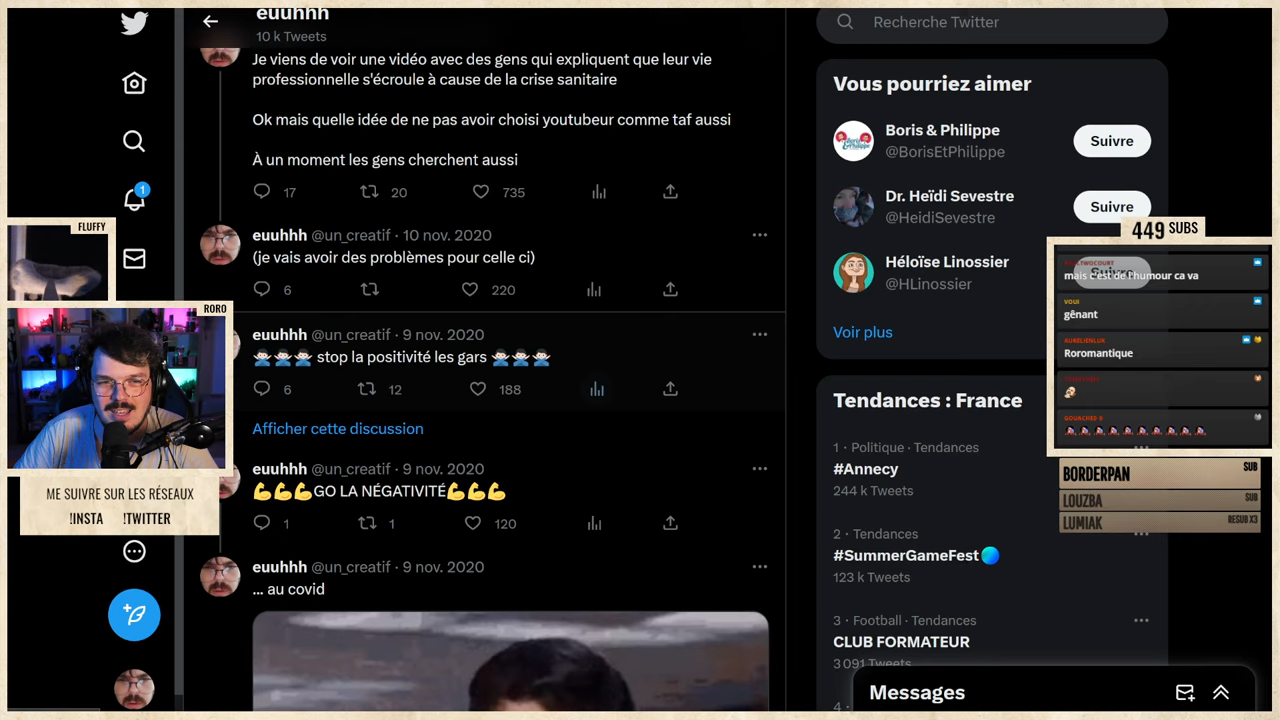 euuhhh
10 k Tweets
Je viens de voir une vidéo avec des gens qui expliquent que leur vie
professionnelle s'écroule à cause de la crise sanitaire
Ok mais quelle idée de ne pas avoir choisi youtubeur comme taf aussi
À un moment les gens cherchent aussi
17 20 735
euuhhh @un_creatif · 10 nov. 2020
(je vais avoir des problèmes pour celle ci)
6 220
euuhhh @un_creatif · 9 nov. 2020
🙅🏻‍♂️🙅🏻‍♂️🙅🏻‍♂️ stop la positivité les gars 🙅🏻‍♂️🙅🏻‍♂️🙅🏻‍♂️
6 12 188
Afficher cette discussion
euuhhh @un_creatif · 9 nov. 2020
💪💪💪GO LA NÉGATIVITÉ💪💪💪
1 1 120
euuhhh @un_creatif · 9 nov. 2020
... au covid
1
FLUFFY
RORO
ME SUIVRE SUR LES RÉSEAUX
!INSTA !TWITTER
Recherche Twitter
Vous pourriez aimer
Boris & Philippe
@BorisEtPhilippe
Suivre
Dr. Heïdi Sevestre
@HeidiSevestre
Suivre
Héloïse Linossier
@HLinossier
Suivre
Voir plus
Tendances : France
1 · Politique · Tendances
#Annecy
244 k Tweets
2 · Tendances
#SummerGameFest
123 k Tweets
3 · Football · Tendances
CLUB FORMATEUR
3 091 Tweets
4 ·
Messages
449 SUBS
mais c'est de l'humour ca va
VOUI
gênant
AURELIENLUX
Roromantique
BORDERPAN SUB
LOUZBA SUB
LUMIAK RESUB X3